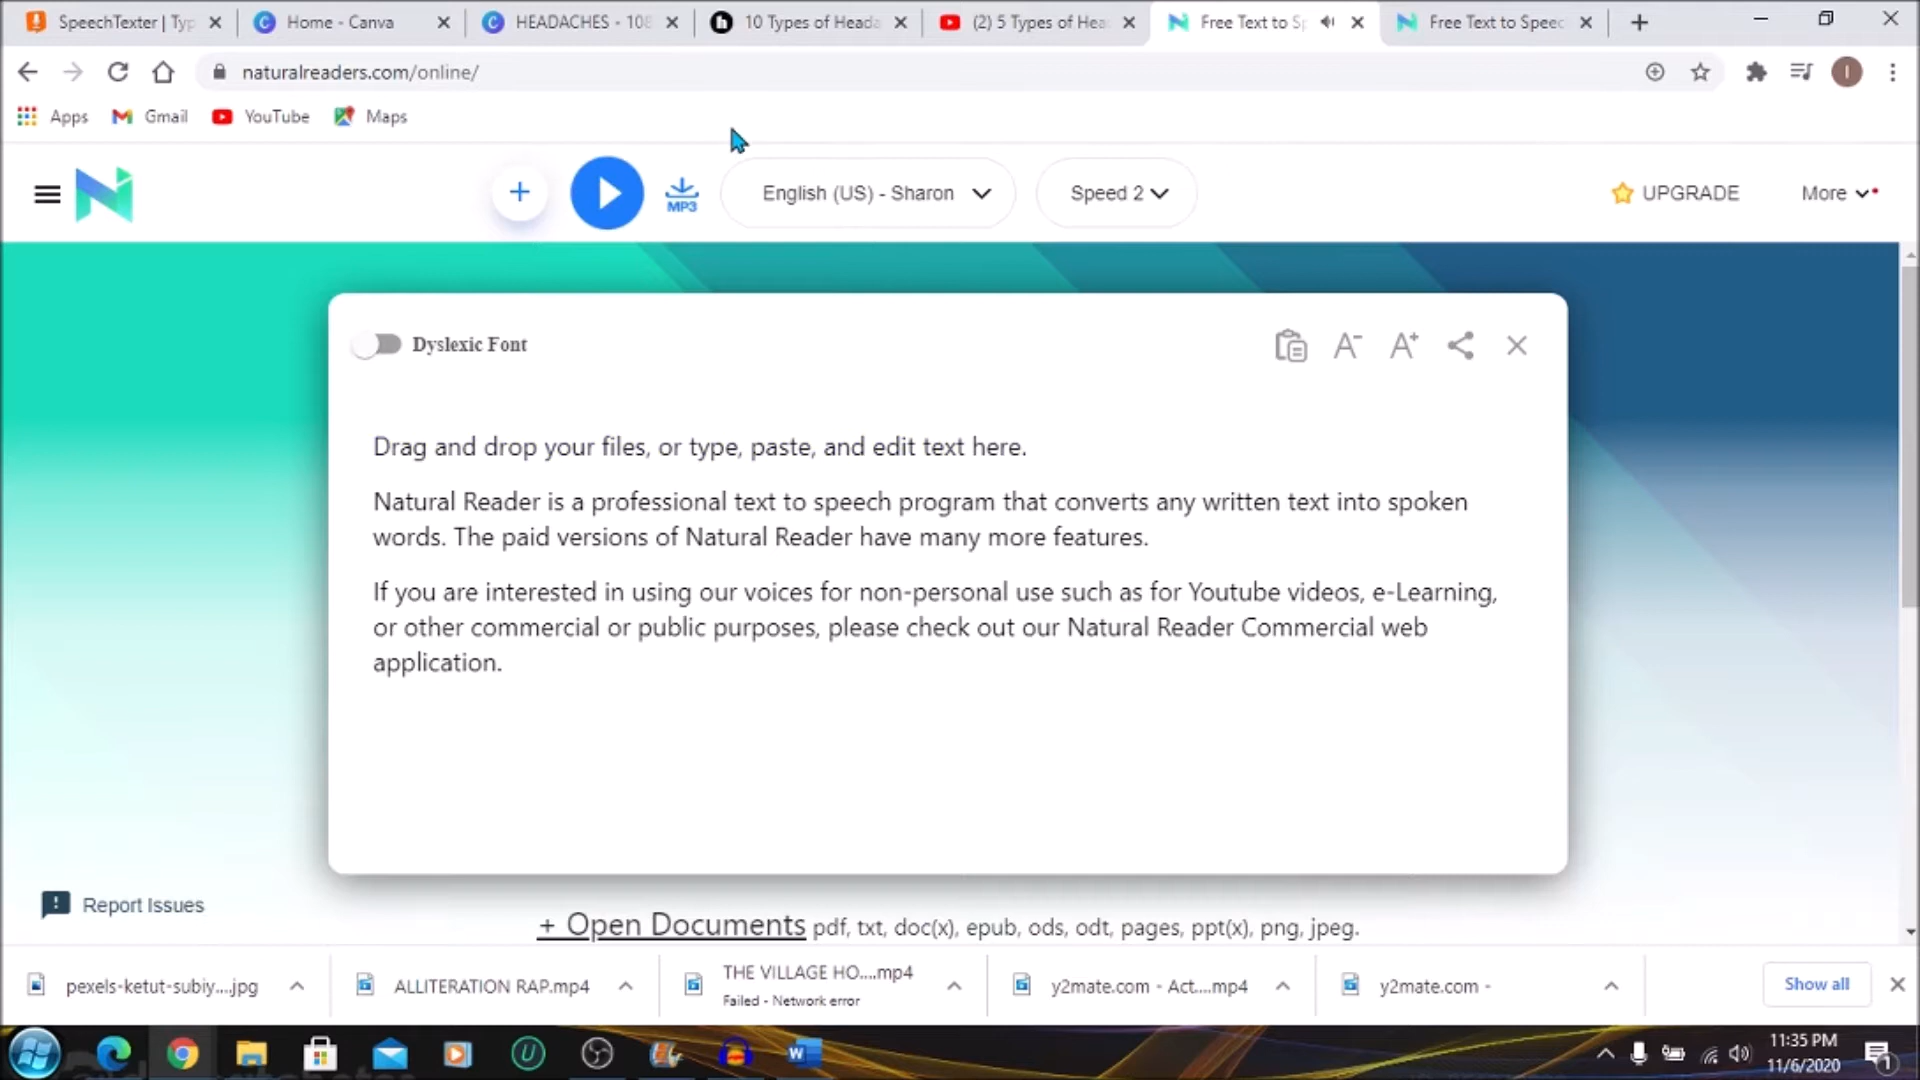 SpeechTexter | Typ
Home - Canva
HEADACHES - 108
10 Types of Heada
(2) 5 Types of Hea
Free Text to Sp
Free Text to Speec
naturalreaders.com/online/
I
Apps
Gmail
YouTube
Maps
MP3
English (US) - Sharon
Speed 2
UPGRADE
More
Dyslexic Font
A-
A+
Drag and drop your files, or type, paste, and edit text here.
Natural Reader is a professional text to speech program that converts any written text into spoken
words. The paid versions of Natural Reader have many more features.
If you are interested in using our voices for non-personal use such as for Youtube videos, e-Learning,
or other commercial or public purposes, please check out our Natural Reader Commercial web
application.
Report Issues
+ Open Documents pdf, txt, doc(x), epub, ods, odt, pages, ppt(x), png, jpeg.
pexels-ketut-subiy....jpg
ALLITERATION RAP.mp4
THE VILLAGE HO....mp4
Failed - Network error
y2mate.com - Act....mp4
y2mate.com -
Show all
11:35 PM
11/6/2020
1